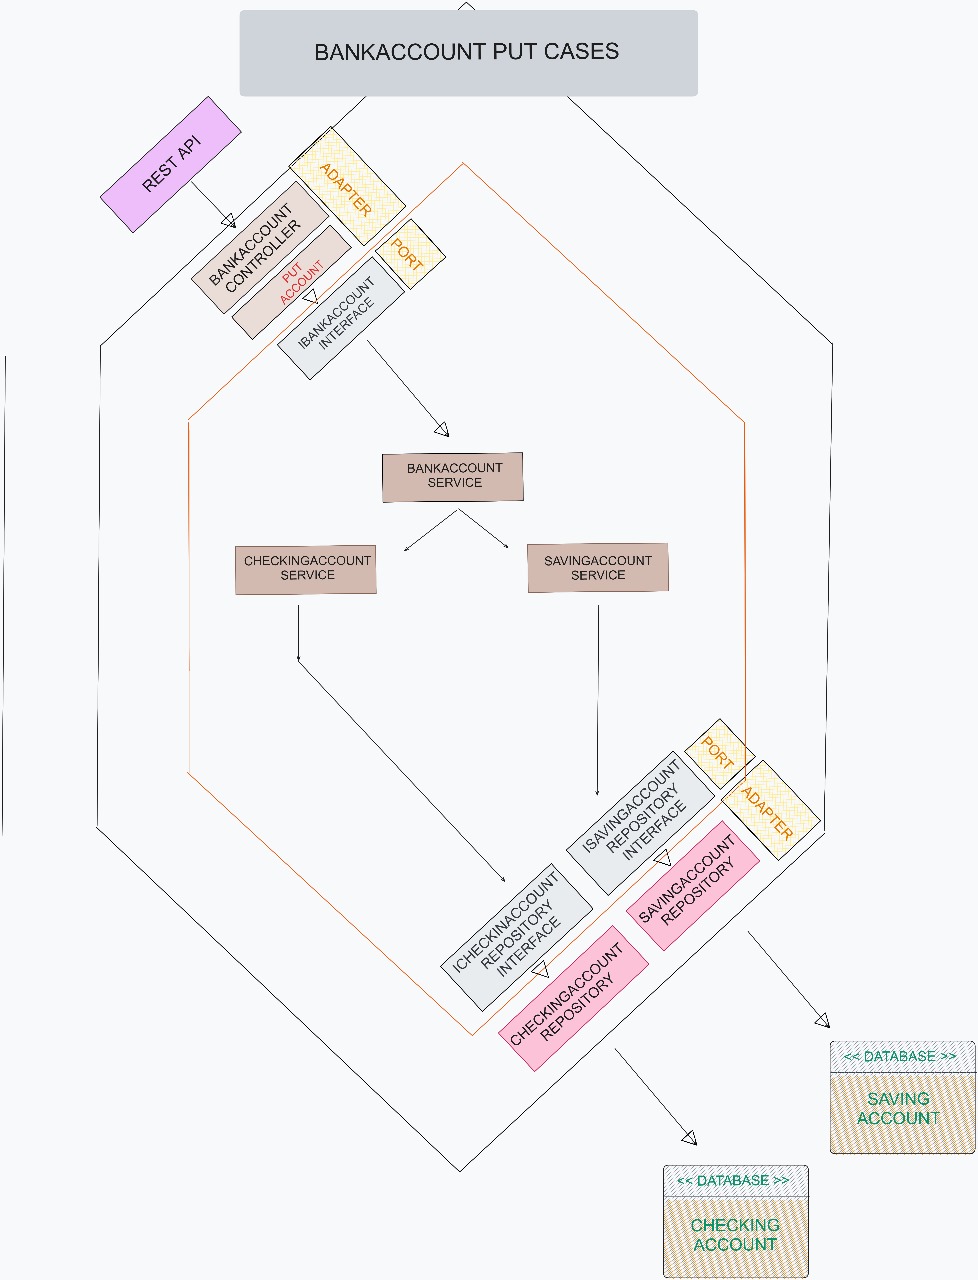 BANKACCOUNT PUT CASES
REST API
ADAPTER
BANKACCOUNT
CONTROLLER
PORT
PUT
ACCOUNT
IBANKACCOUNT
INTERFACE
BANKACCOUNT
SERVICE
CHECKINGACCOUNT
SERVICE
SAVINGACCOUNT
SERVICE
PORT
ADAPTER
ISAVINGACCOUNT
REPOSITORY
INTERFACE
SAVINGACCOUNT
REPOSITORY
ICHECKINACCOUNT
REPOSITORY
INTERFACE
CHECKINGACCOUNT
REPOSITORY
<< DATABASE >>
SAVING
ACCOUNT
<< DATABASE >>
CHECKING
ACCOUNT